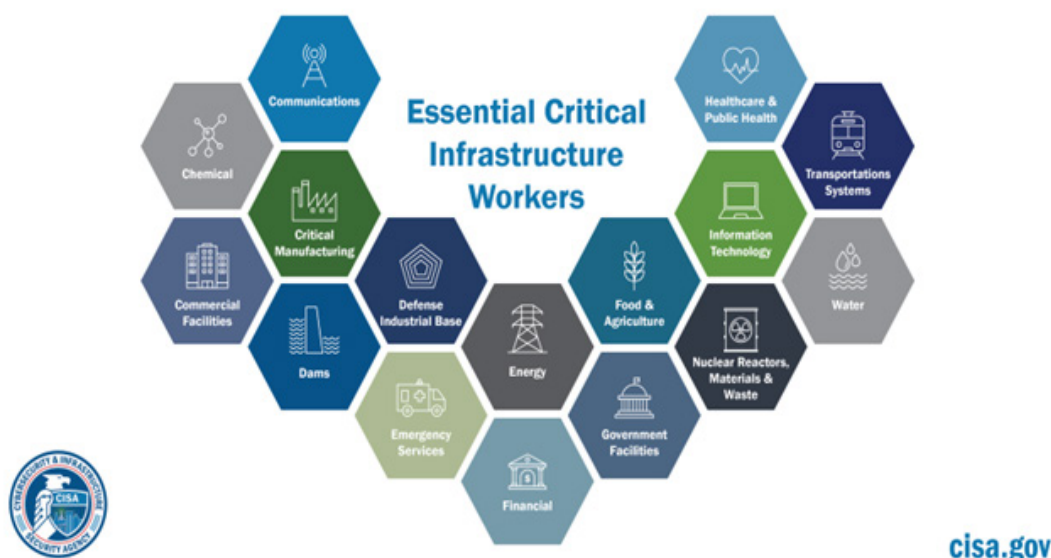 Communications
Healthcare &
Public Health
Essential Critical
Infrastructure
Workers
Chemical
Transportations
Systems
Critical
Manufacturing
Information
Technology
Commercial
Facilities
Defense
Industrial Base
Food &
Agriculture
Water
Dams
Energy
Nuclear Reactors,
Materials &
Waste
Emergency
Services
Government
Facilities
$
Financial
CYBERSECURITY & INFRASTRUCTURE
CISA
SECURITY AGENCY
cisa.gov